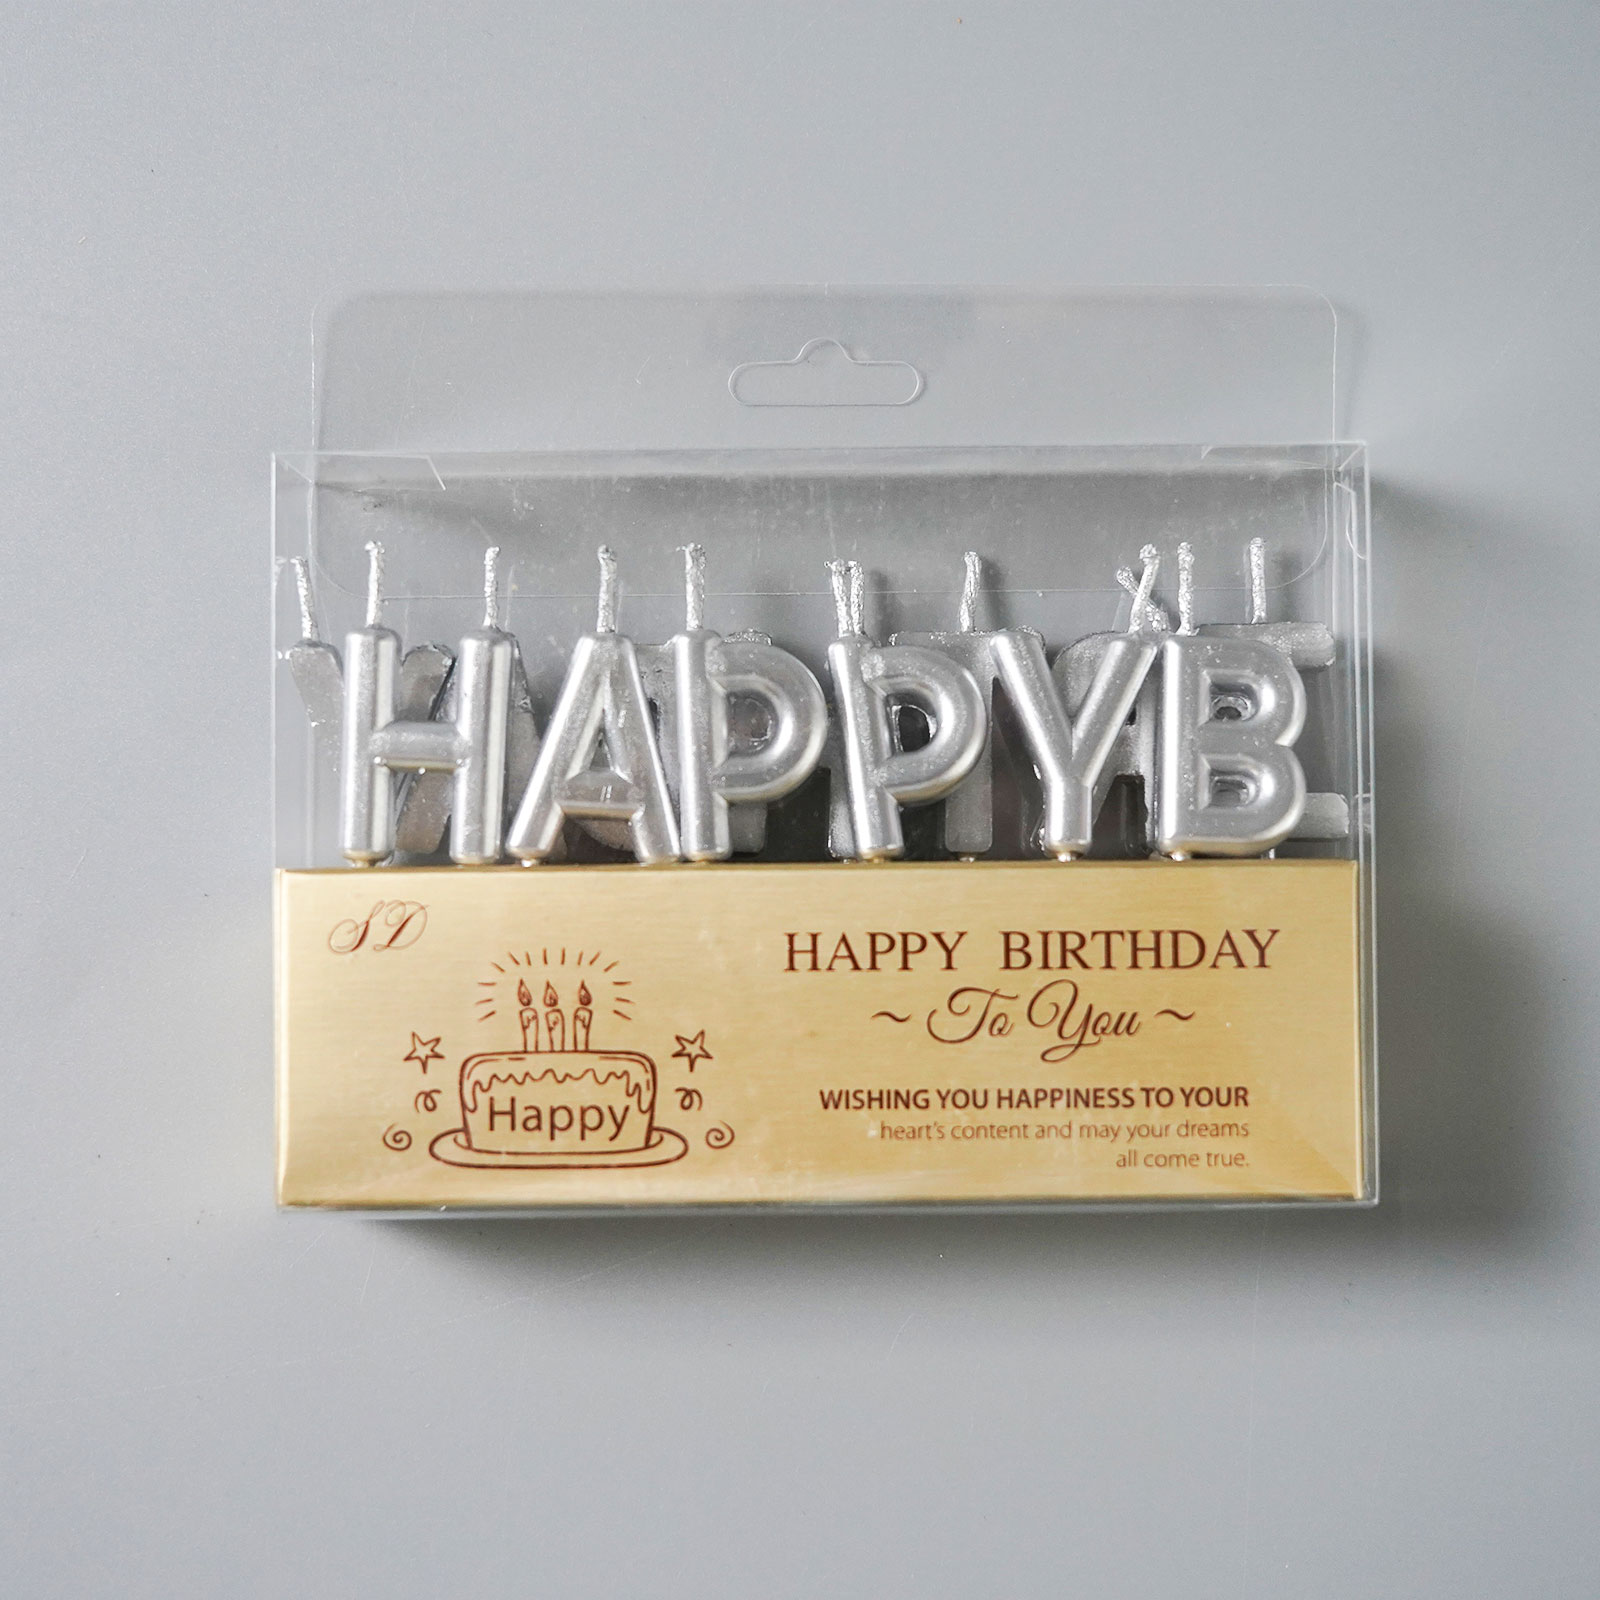 HAPPYB
SD
Happy
HAPPY BIRTHDAY
~ To You ~
WISHING YOU HAPPINESS TO YOUR
heart's content and may your dreams
all come true.